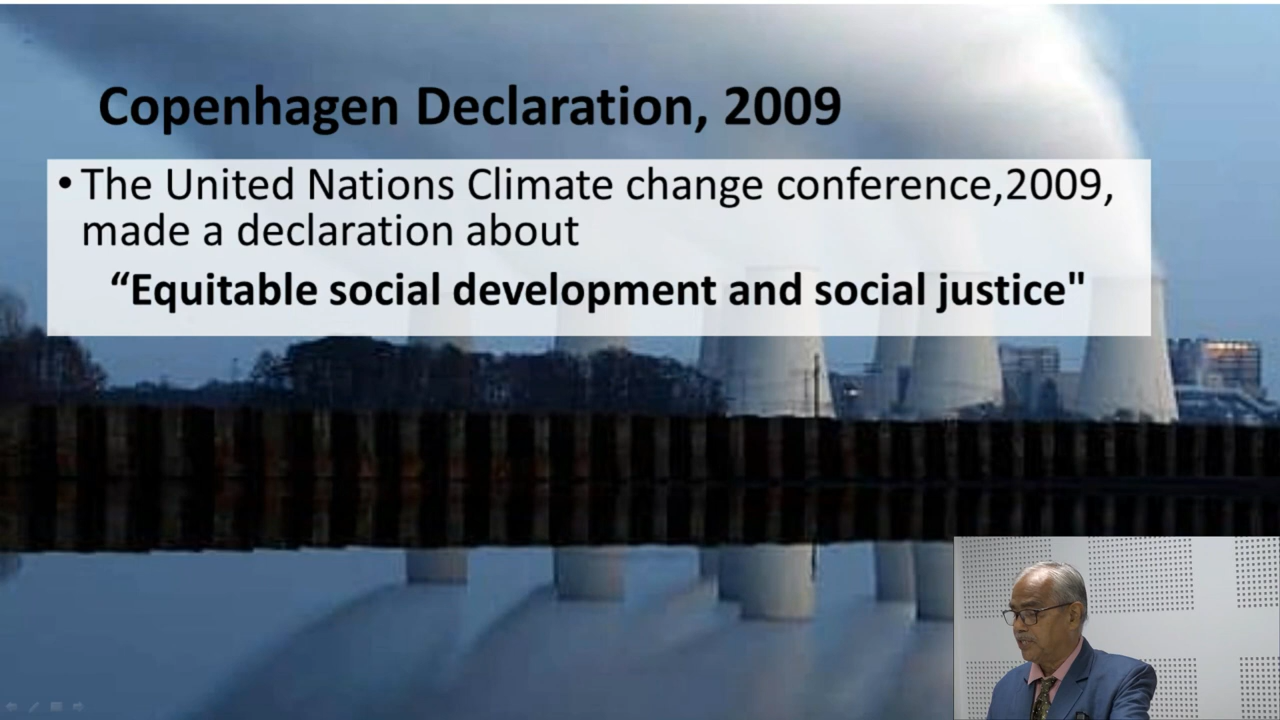 Copenhagen Declaration, 2009
• The United Nations Climate change conference,2009,
made a declaration about
“Equitable social development and social justice"